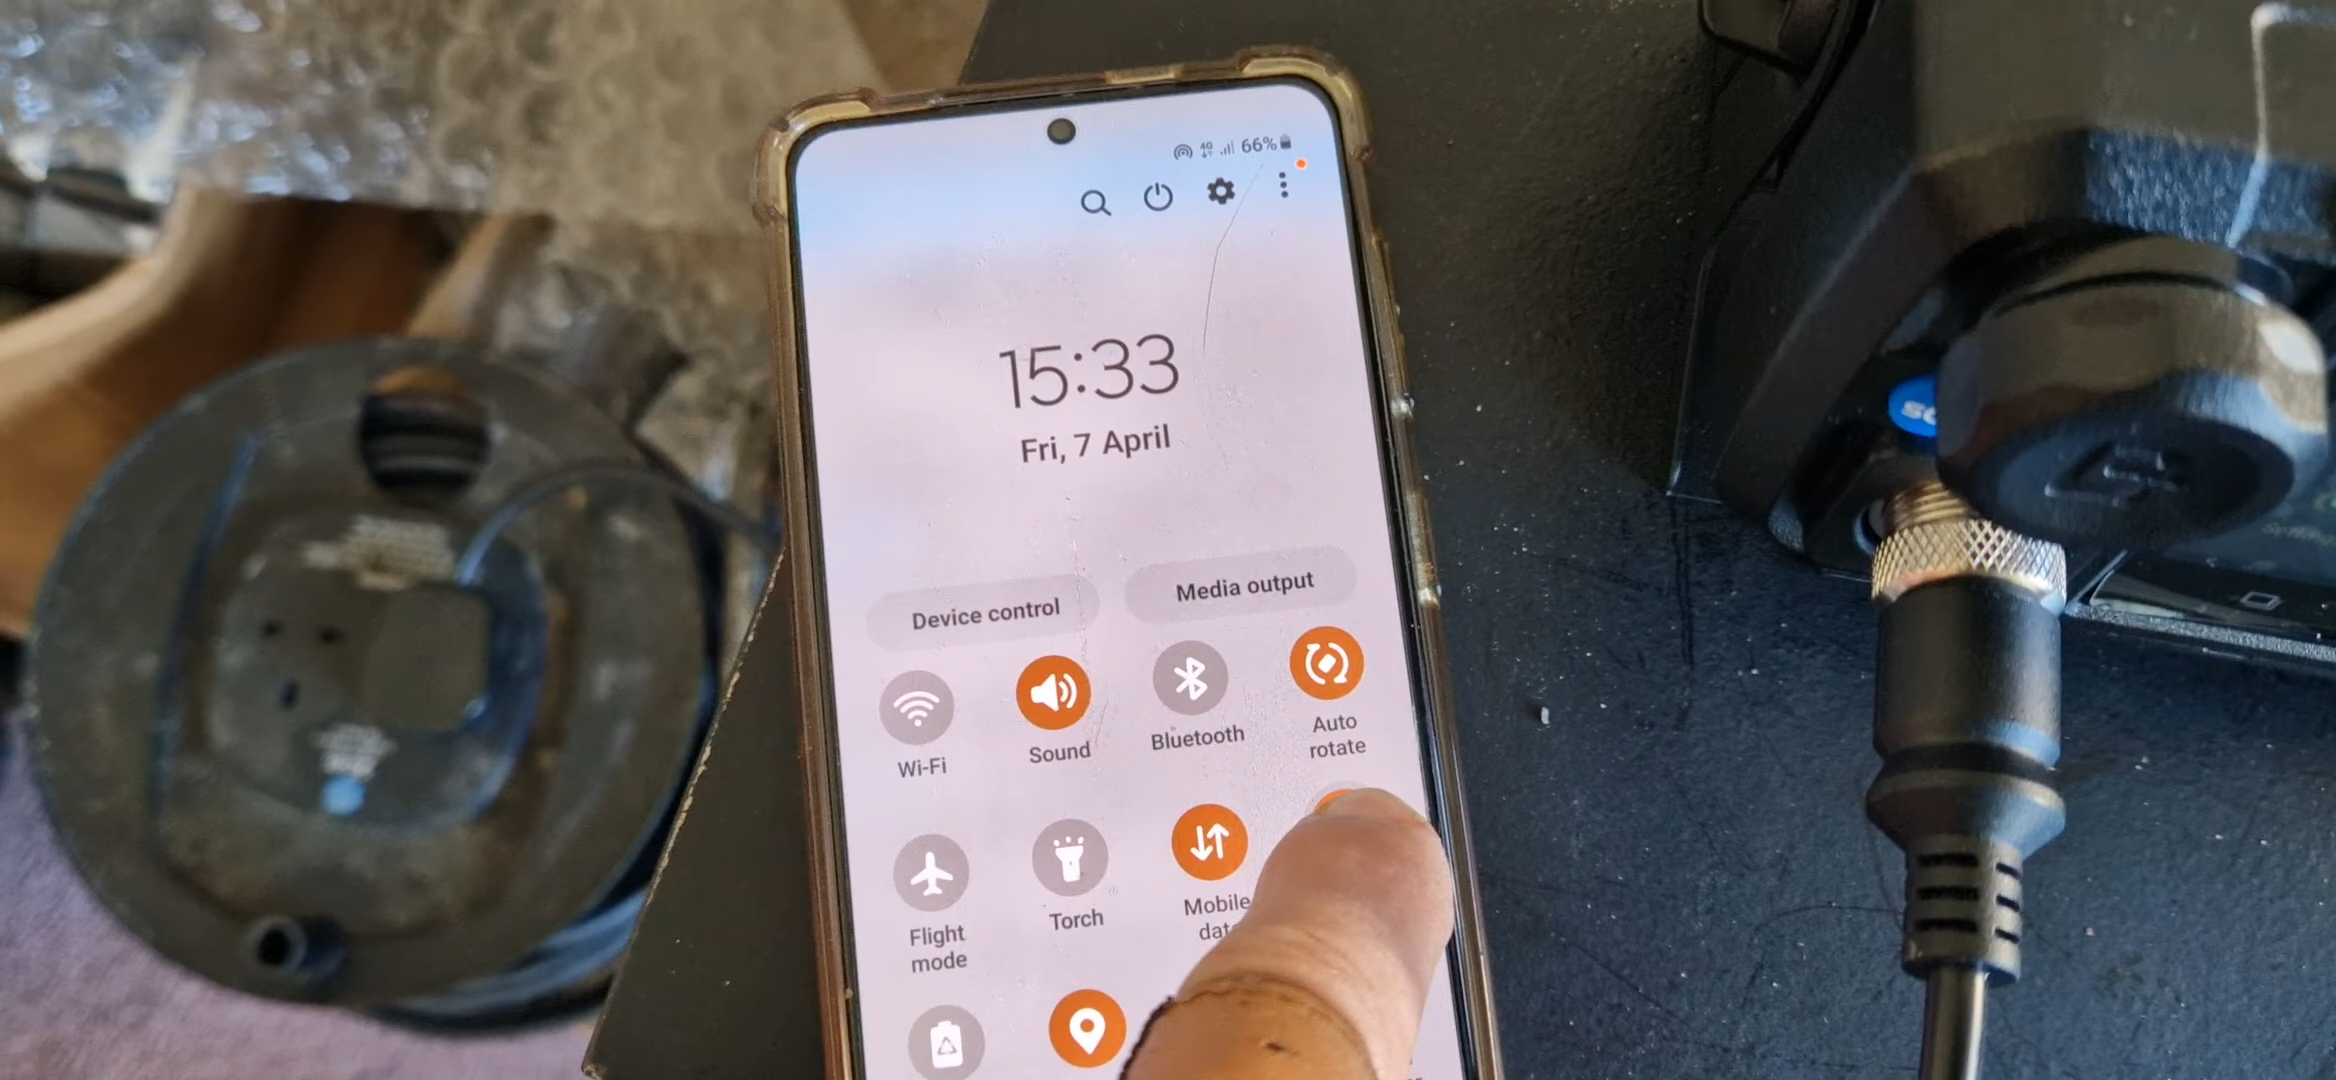 4G 66%
15:33
Fri, 7 April
Device control
Media output
Wi-Fi
Sound
Bluetooth
Auto
rotate
Flight
mode
Torch
Mobile